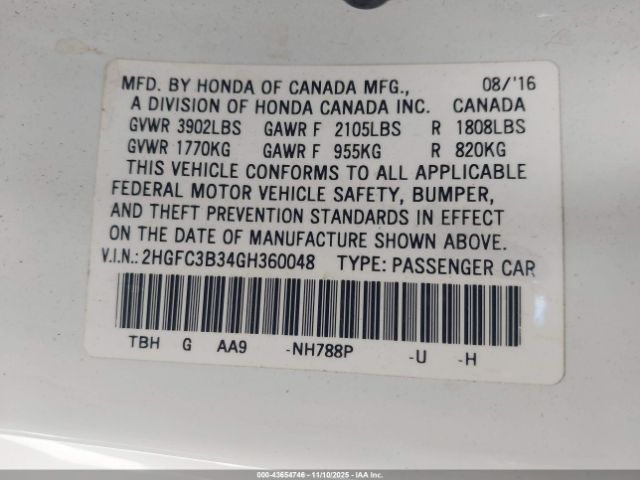 MFD. BY HONDA OF CANADA MFG., 08/'16
A DIVISION OF HONDA CANADA INC. CANADA
GVWR 3902LBS GAWR F 2105LBS R 1808LBS
GVWR 1770KG GAWR F 955KG R 820KG
THIS VEHICLE CONFORMS TO ALL APPLICABLE
FEDERAL MOTOR VEHICLE SAFETY, BUMPER,
AND THEFT PREVENTION STANDARDS IN EFFECT
ON THE DATE OF MANUFACTURE SHOWN ABOVE.
V.I.N.: 2HGFC3B34GH360048 TYPE: PASSENGER CAR
TBH G AA9 -NH788P -U -H
000-43654746 - 11/10/2025 - IAA Inc.